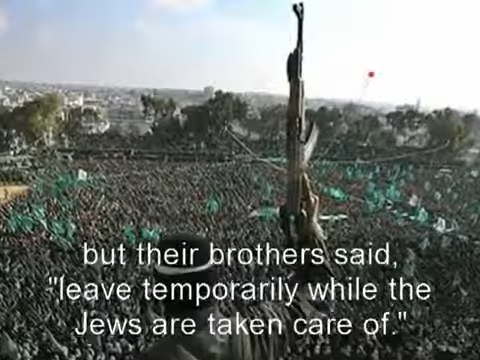 but their brothers said,
"leave temporarily while the
Jews are taken care of."